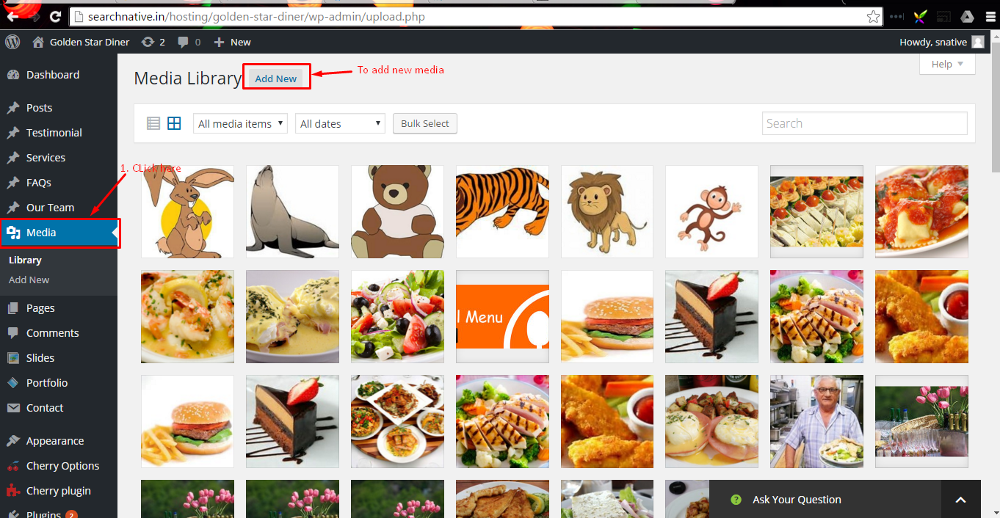 searchnative.in/hosting/golden-star-diner/wp-admin/upload.php
Golden Star Diner 2 0 New
Howdy, snative
Dashboard
Posts
Testimonial
Services
FAQs
Our Team
Media
Library
Add New
Pages
Comments
Slides
Portfolio
Contact
Appearance
Cherry Options
Cherry plugin
Plugins 2
Media Library Add New
To add new media
Help
All media items
All dates
Bulk Select
Search
1. CLick here
l Menu
Ask Your Question